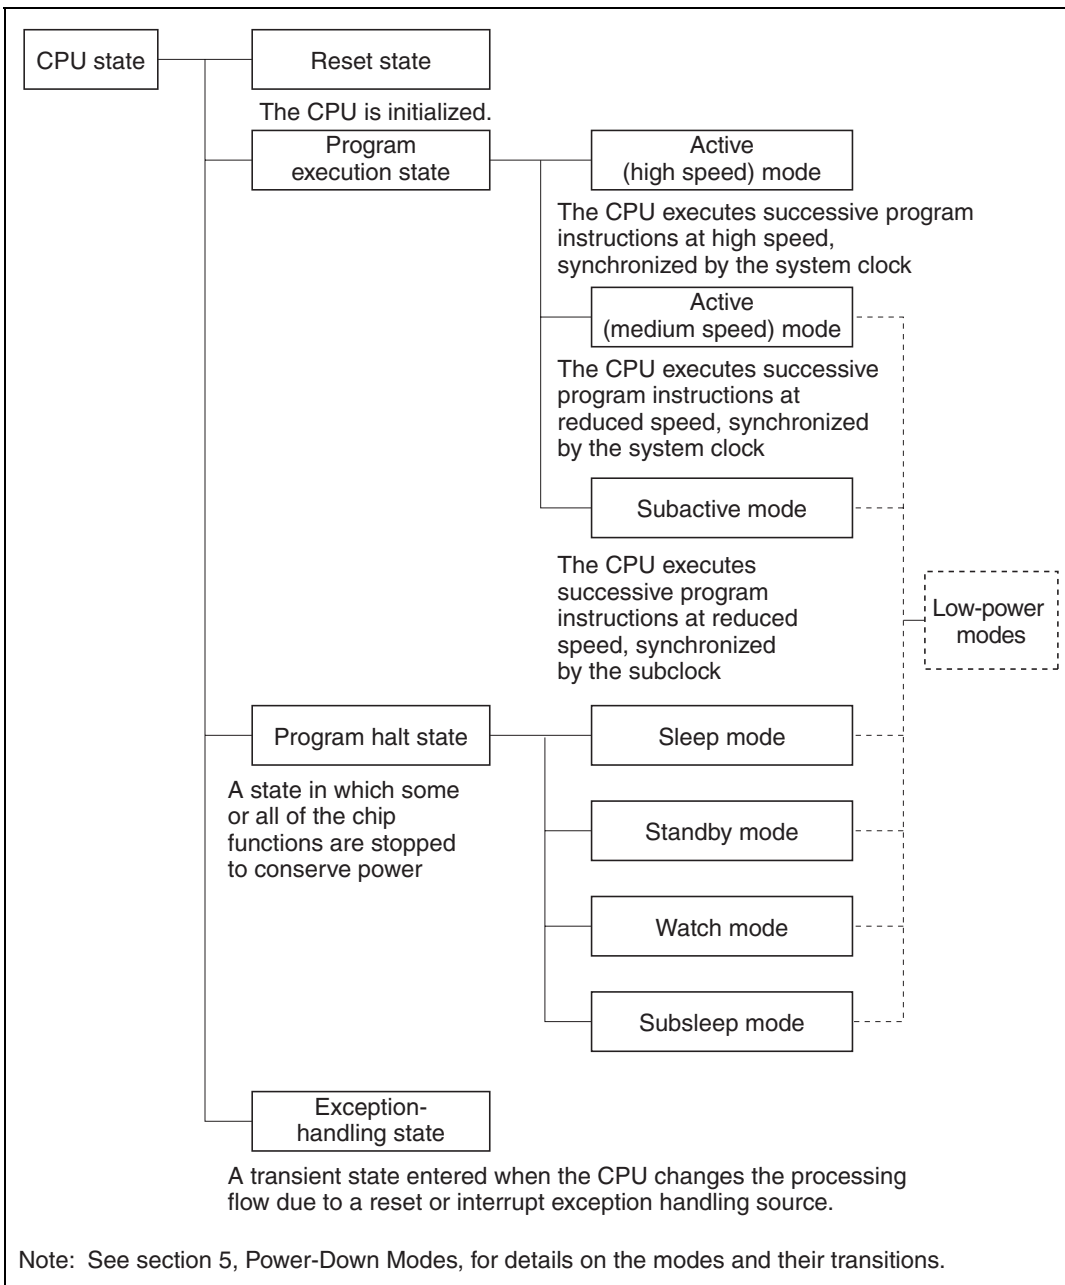 CPU state
Reset state
The CPU is initialized.
Program
execution state
Active
(high speed) mode
The CPU executes successive program
instructions at high speed,
synchronized by the system clock
Active
(medium speed) mode
The CPU executes successive
program instructions at
reduced speed, synchronized
by the system clock
Subactive mode
The CPU executes
successive program
instructions at reduced
speed, synchronized
by the subclock
Low-power
modes
Program halt state
A state in which some
or all of the chip
functions are stopped
to conserve power
Sleep mode
Standby mode
Watch mode
Subsleep mode
Exception-
handling state
A transient state entered when the CPU changes the processing
flow due to a reset or interrupt exception handling source.
Note: See section 5, Power-Down Modes, for details on the modes and their transitions.